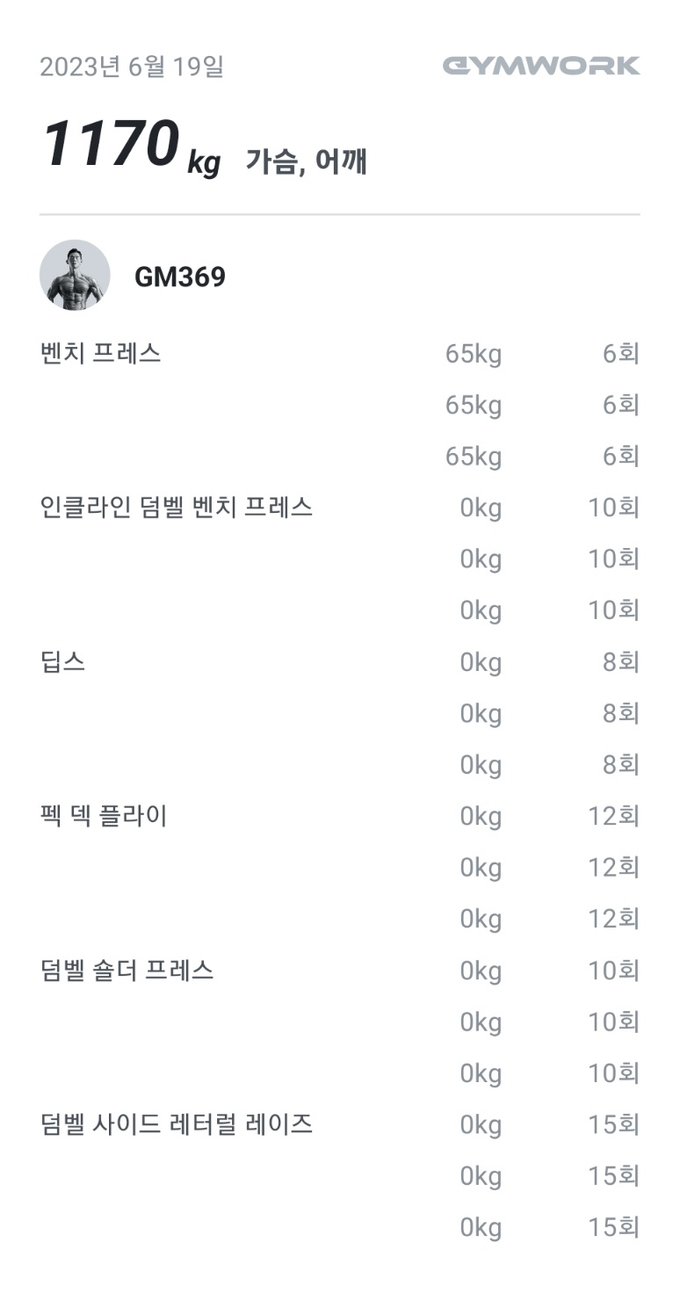 2023년 6월 19일 GYMWORK
1170 kg 가슴, 어깨
GM369
벤치 프레스 65kg 6회
65kg 6회
65kg 6회
인클라인 덤벨 벤치 프레스 0kg 10회
0kg 10회
0kg 10회
딥스 0kg 8회
0kg 8회
0kg 8회
펙 덱 플라이 0kg 12회
0kg 12회
0kg 12회
덤벨 숄더 프레스 0kg 10회
0kg 10회
0kg 10회
덤벨 사이드 레터럴 레이즈 0kg 15회
0kg 15회
0kg 15회